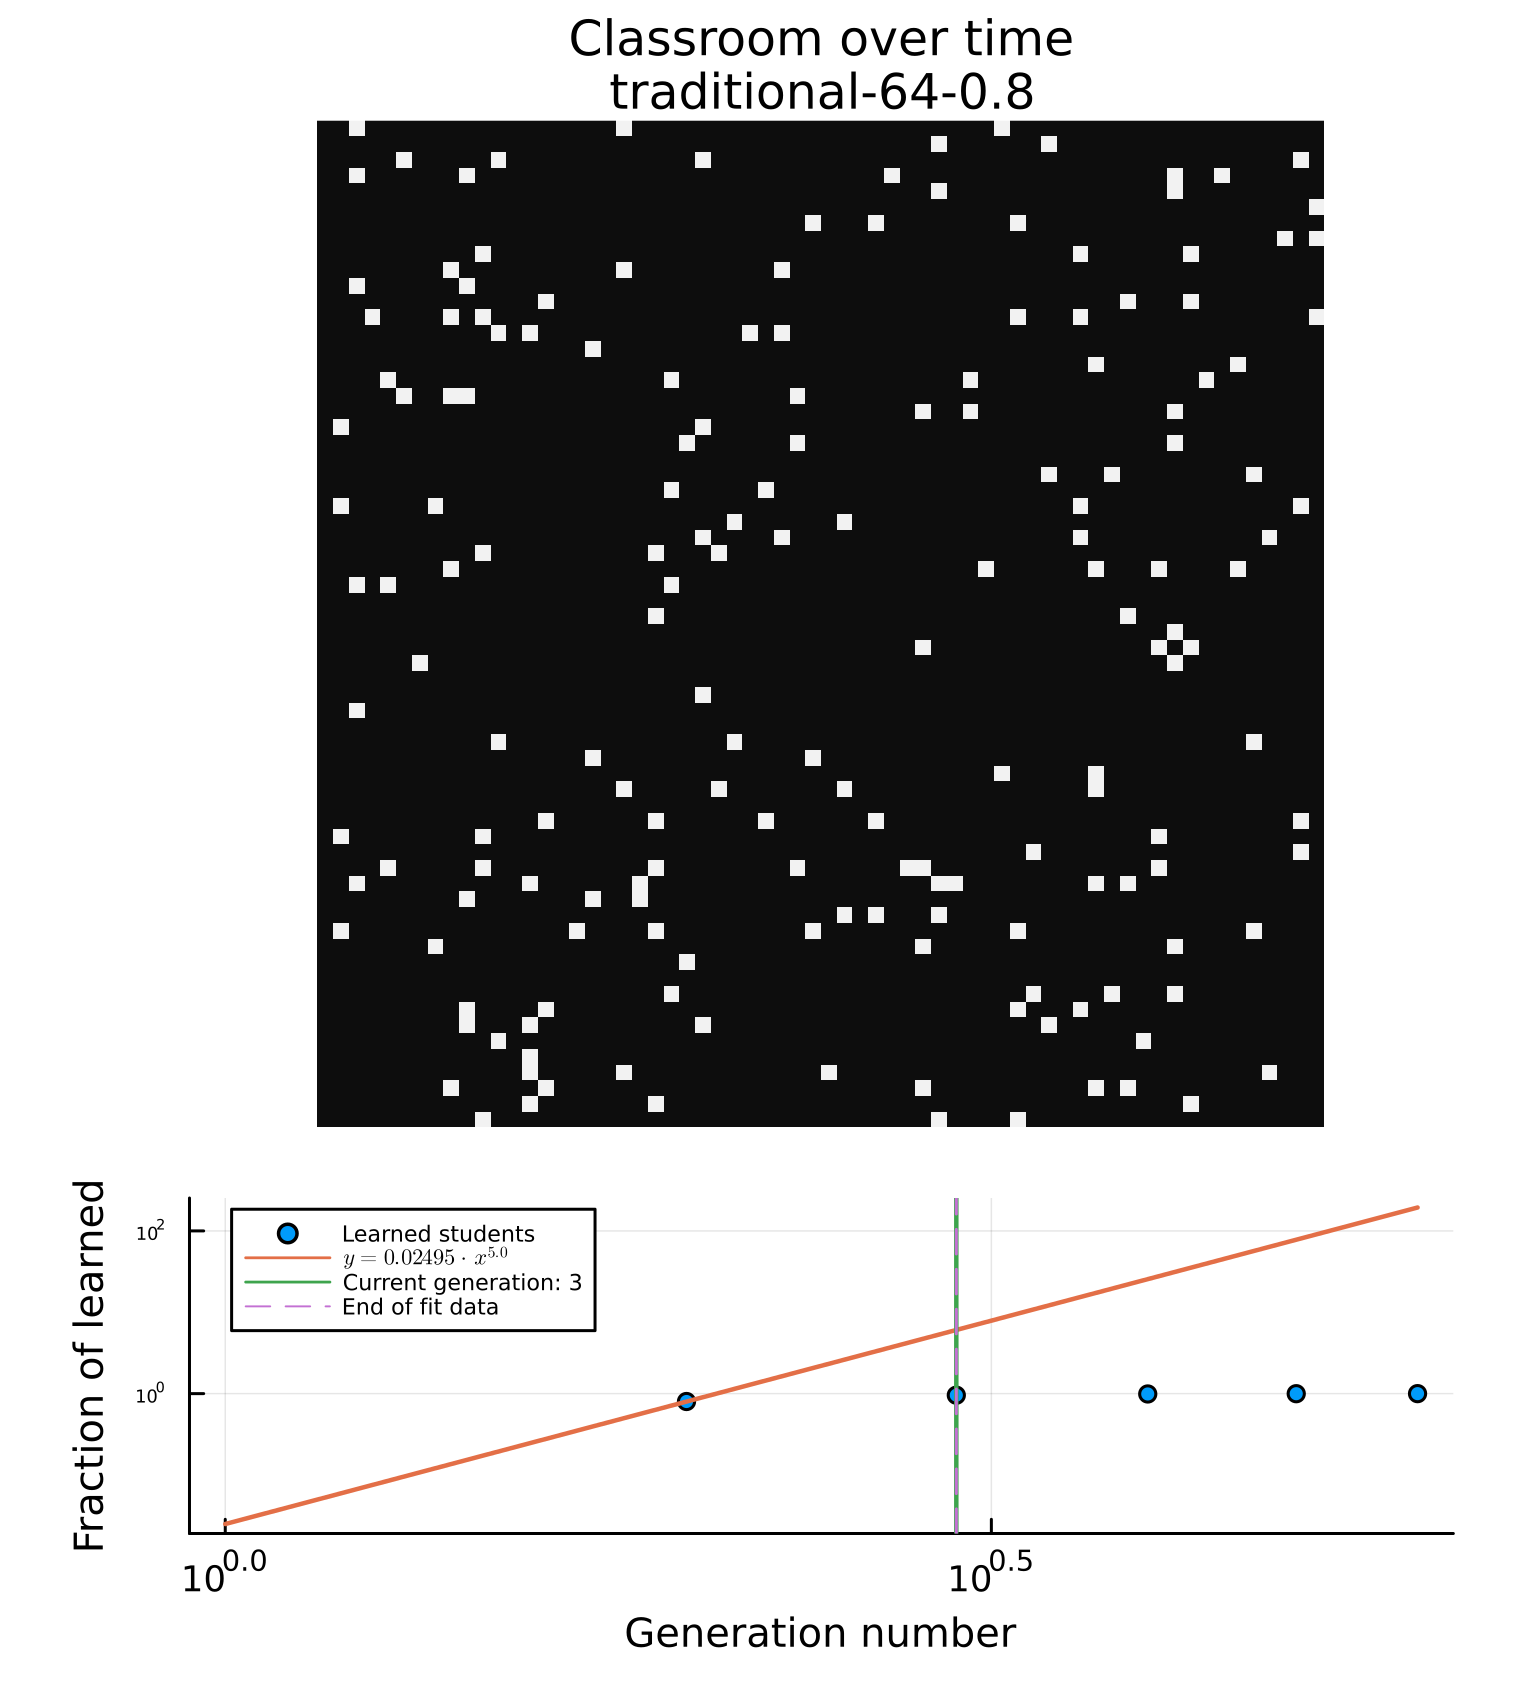 Classroom over time
traditional-64-0.8
Fraction of learned
10^2
10^0
Learned students
y = 0.02495 · x^5.0
Current generation: 3
End of fit data
10^0.0
10^0.5
Generation number